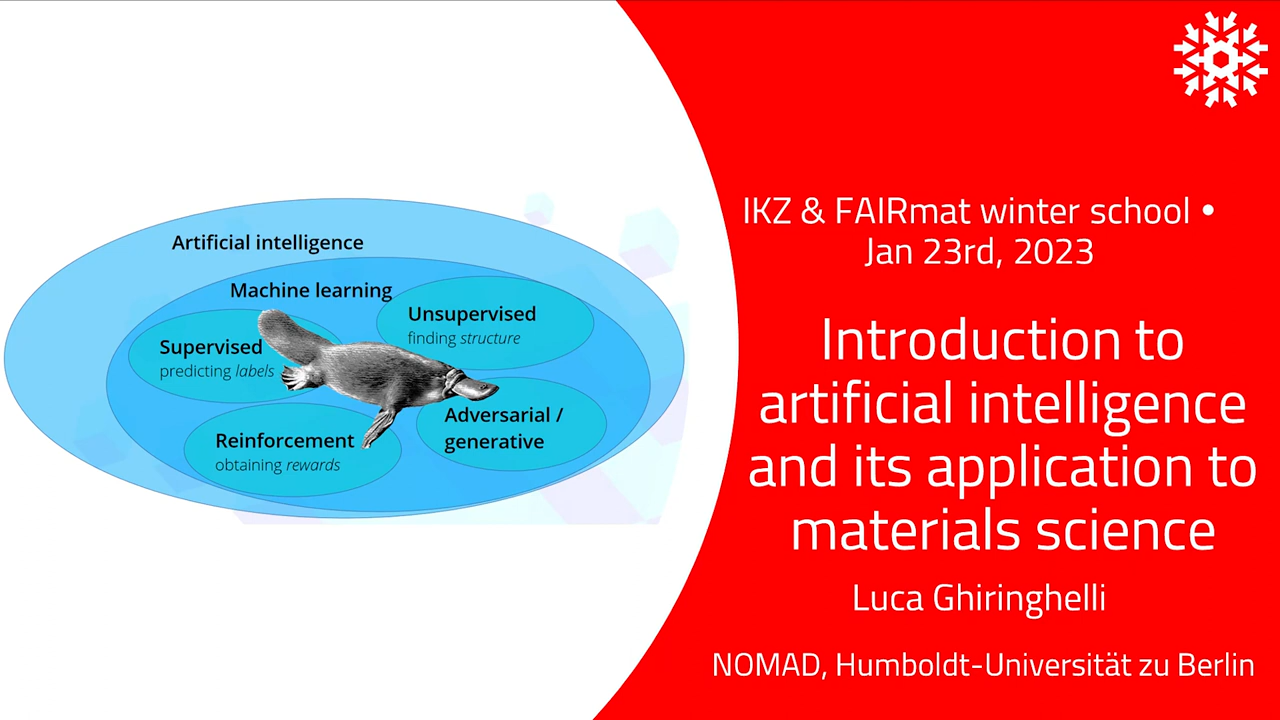 Artificial intelligence
Machine learning
Unsupervised
finding structure
Supervised
predicting labels
Adversarial /
generative
Reinforcement
obtaining rewards
IKZ & FAIRmat winter school •
Jan 23rd, 2023
Introduction to
artificial intelligence
and its application to
materials science
Luca Ghiringhelli
NOMAD, Humboldt-Universität zu Berlin